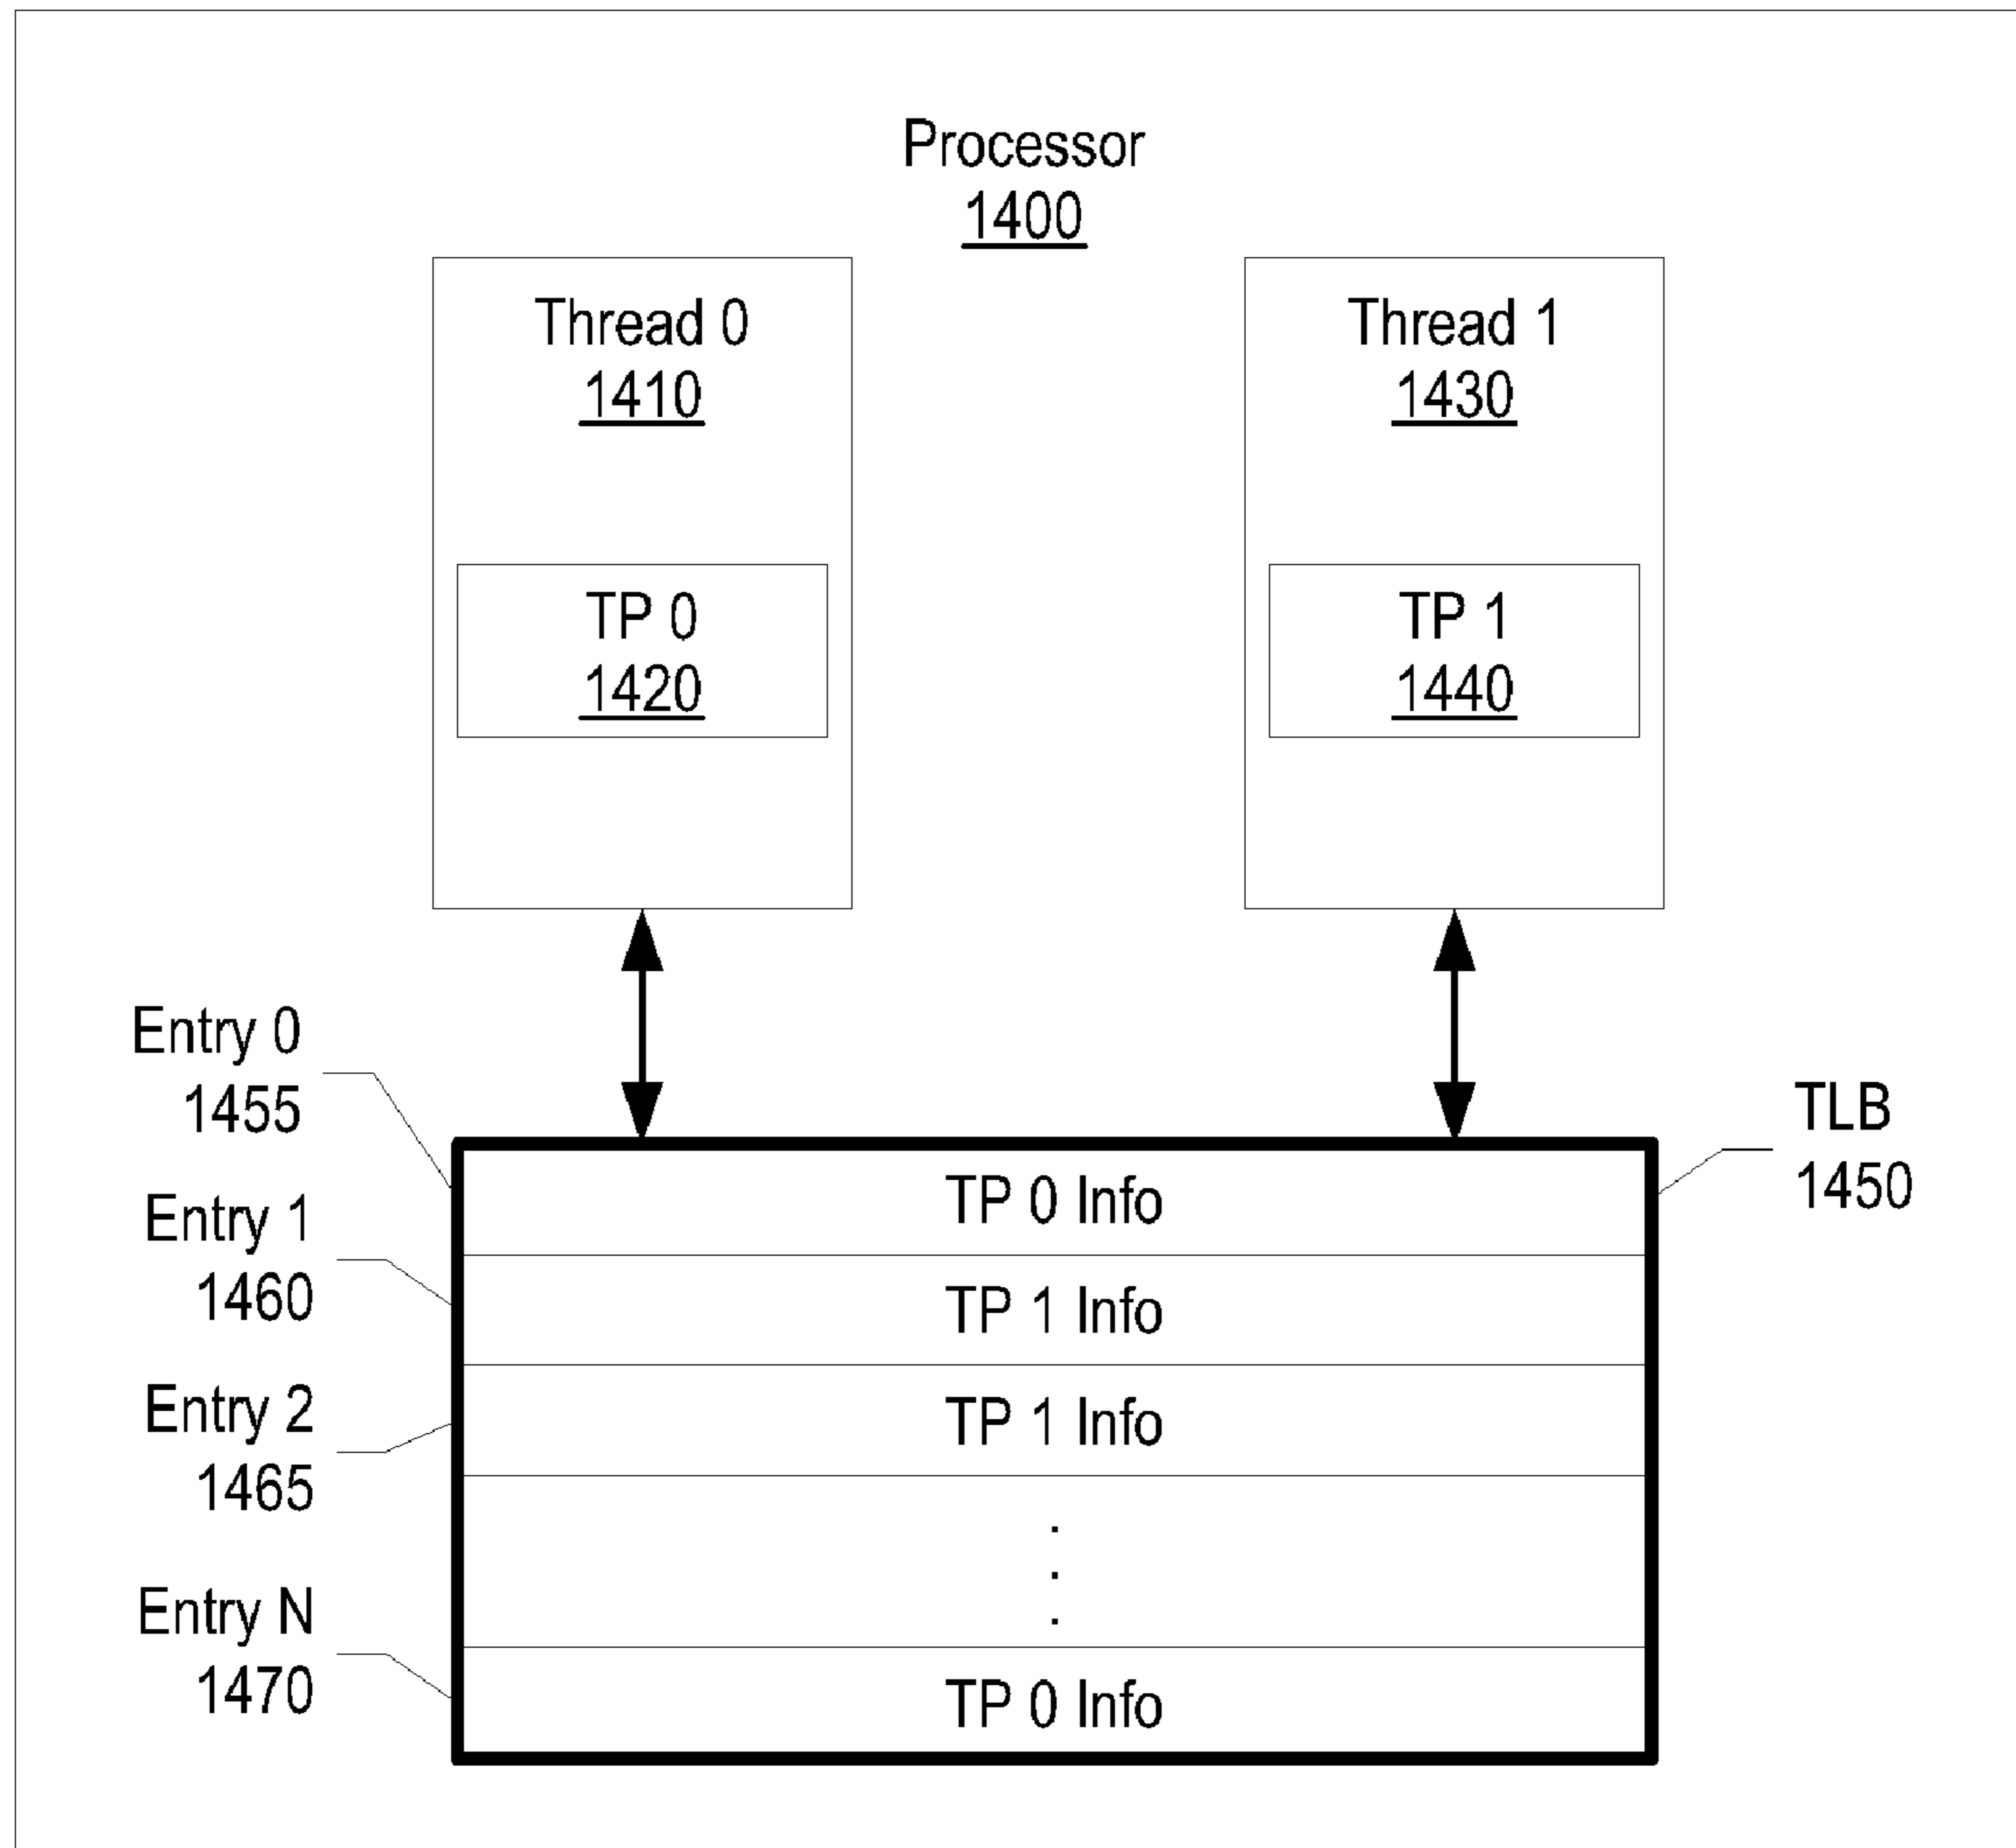 Processor
1400
Thread 0
1410
Thread 1
1430
TP 0
1420
TP 1
1440
Entry 0
1455
TLB
1450
Entry 1
1460
Entry 2
1465
Entry N
1470
TP 0 Info
TP 1 Info
TP 1 Info
.
.
.
TP 0 Info